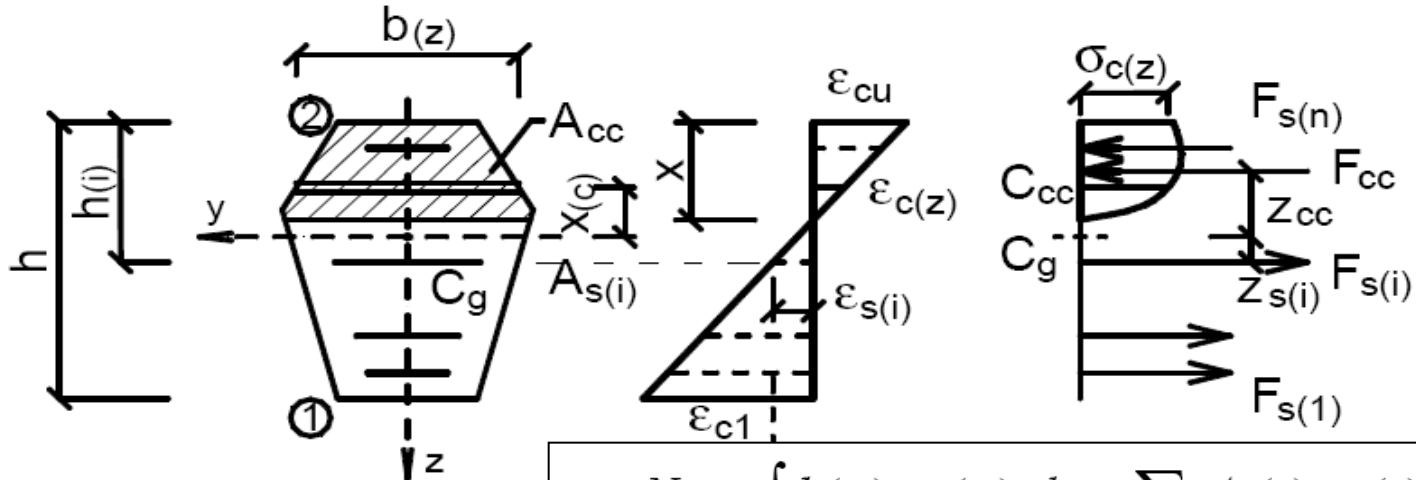 b(z)
σc(z)
②
Acc
εcu
Fs(n)
h(i)
x
Fcc
y
x(c)
εc(z)
Ccc
zcc
h
Cg
As(i)
εs(i)
Cg
zs(i)
Fs(i)
①
εc1
Fs(1)
z